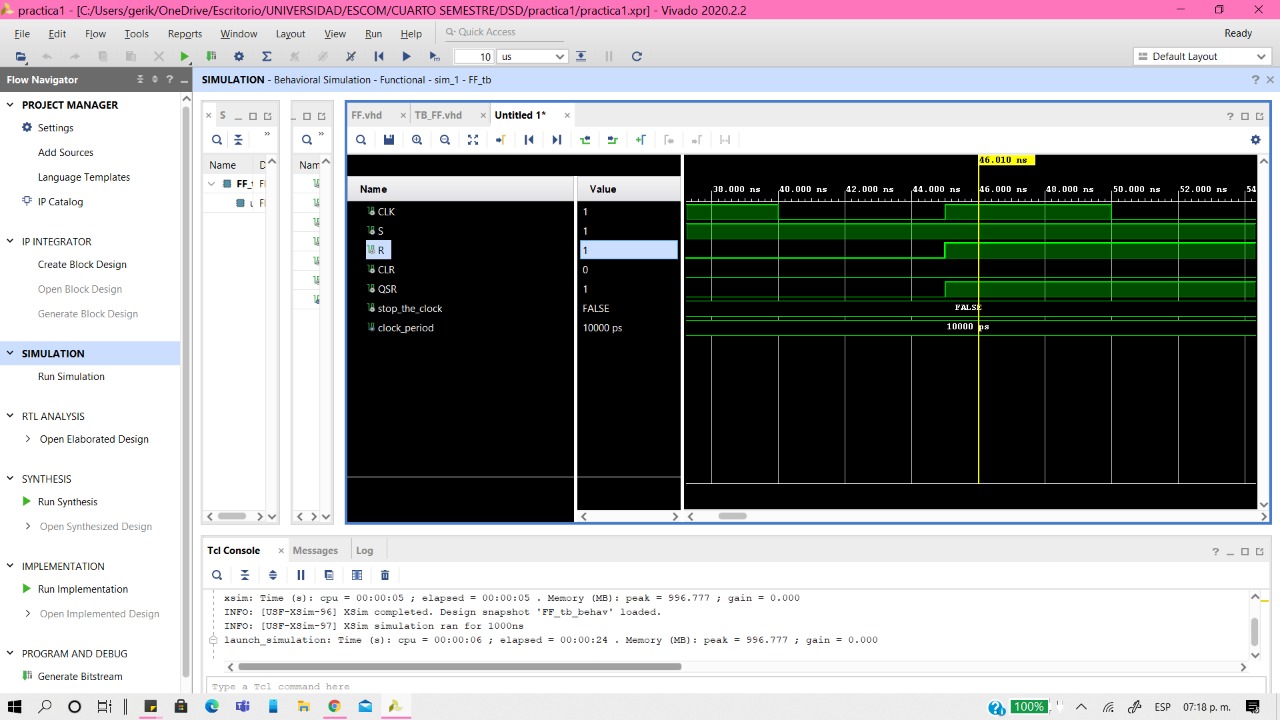 practica1 - [C:/Users/gerik/OneDrive/Escritorio/UNIVERSIDAD/ESCOM/CUARTO SEMESTRE/DSD/practica1/practica1.xpr] - Vivado 2020.2.2
File Edit Flow Tools Reports Window Layout View Run Help Quick Access Ready
10 us Default Layout
Flow Navigator
SIMULATION - Behavioral Simulation - Functional - sim_1 - FF_tb
PROJECT MANAGER
Settings
Add Sources
Language Templates
IP Catalog
IP INTEGRATOR
Create Block Design
Open Block Design
Generate Block Design
SIMULATION
Run Simulation
RTL ANALYSIS
Open Elaborated Design
SYNTHESIS
Run Synthesis
Open Synthesized Design
IMPLEMENTATION
Run Implementation
Open Implemented Design
PROGRAM AND DEBUG
Generate Bitstream
S
Name D
FF_t FI
u FI
Nam
FF.vhd TB_FF.vhd Untitled 1*
46.010 ns
Name Value
38.000 ns 40.000 ns 42.000 ns 44.000 ns 46.000 ns 48.000 ns 50.000 ns 52.000 ns 54
CLK 1
S 1
R 1
CLR 0
QSR 1
stop_the_clock FALSE FALSE
clock_period 10000 ps 10000 ps
Tcl Console Messages Log
xsim: Time (s): cpu = 00:00:05 ; elapsed = 00:00:05 . Memory (MB): peak = 996.777 ; gain = 0.000
INFO: [USF-XSim-96] XSim completed. Design snapshot 'FF_tb_behav' loaded.
INFO: [USF-XSim-97] XSim simulation ran for 1000ns
launch_simulation: Time (s): cpu = 00:00:06 ; elapsed = 00:00:24 . Memory (MB): peak = 996.777 ; gain = 0.000
Type a Tcl command here
100% ESP 07:18 p. m.